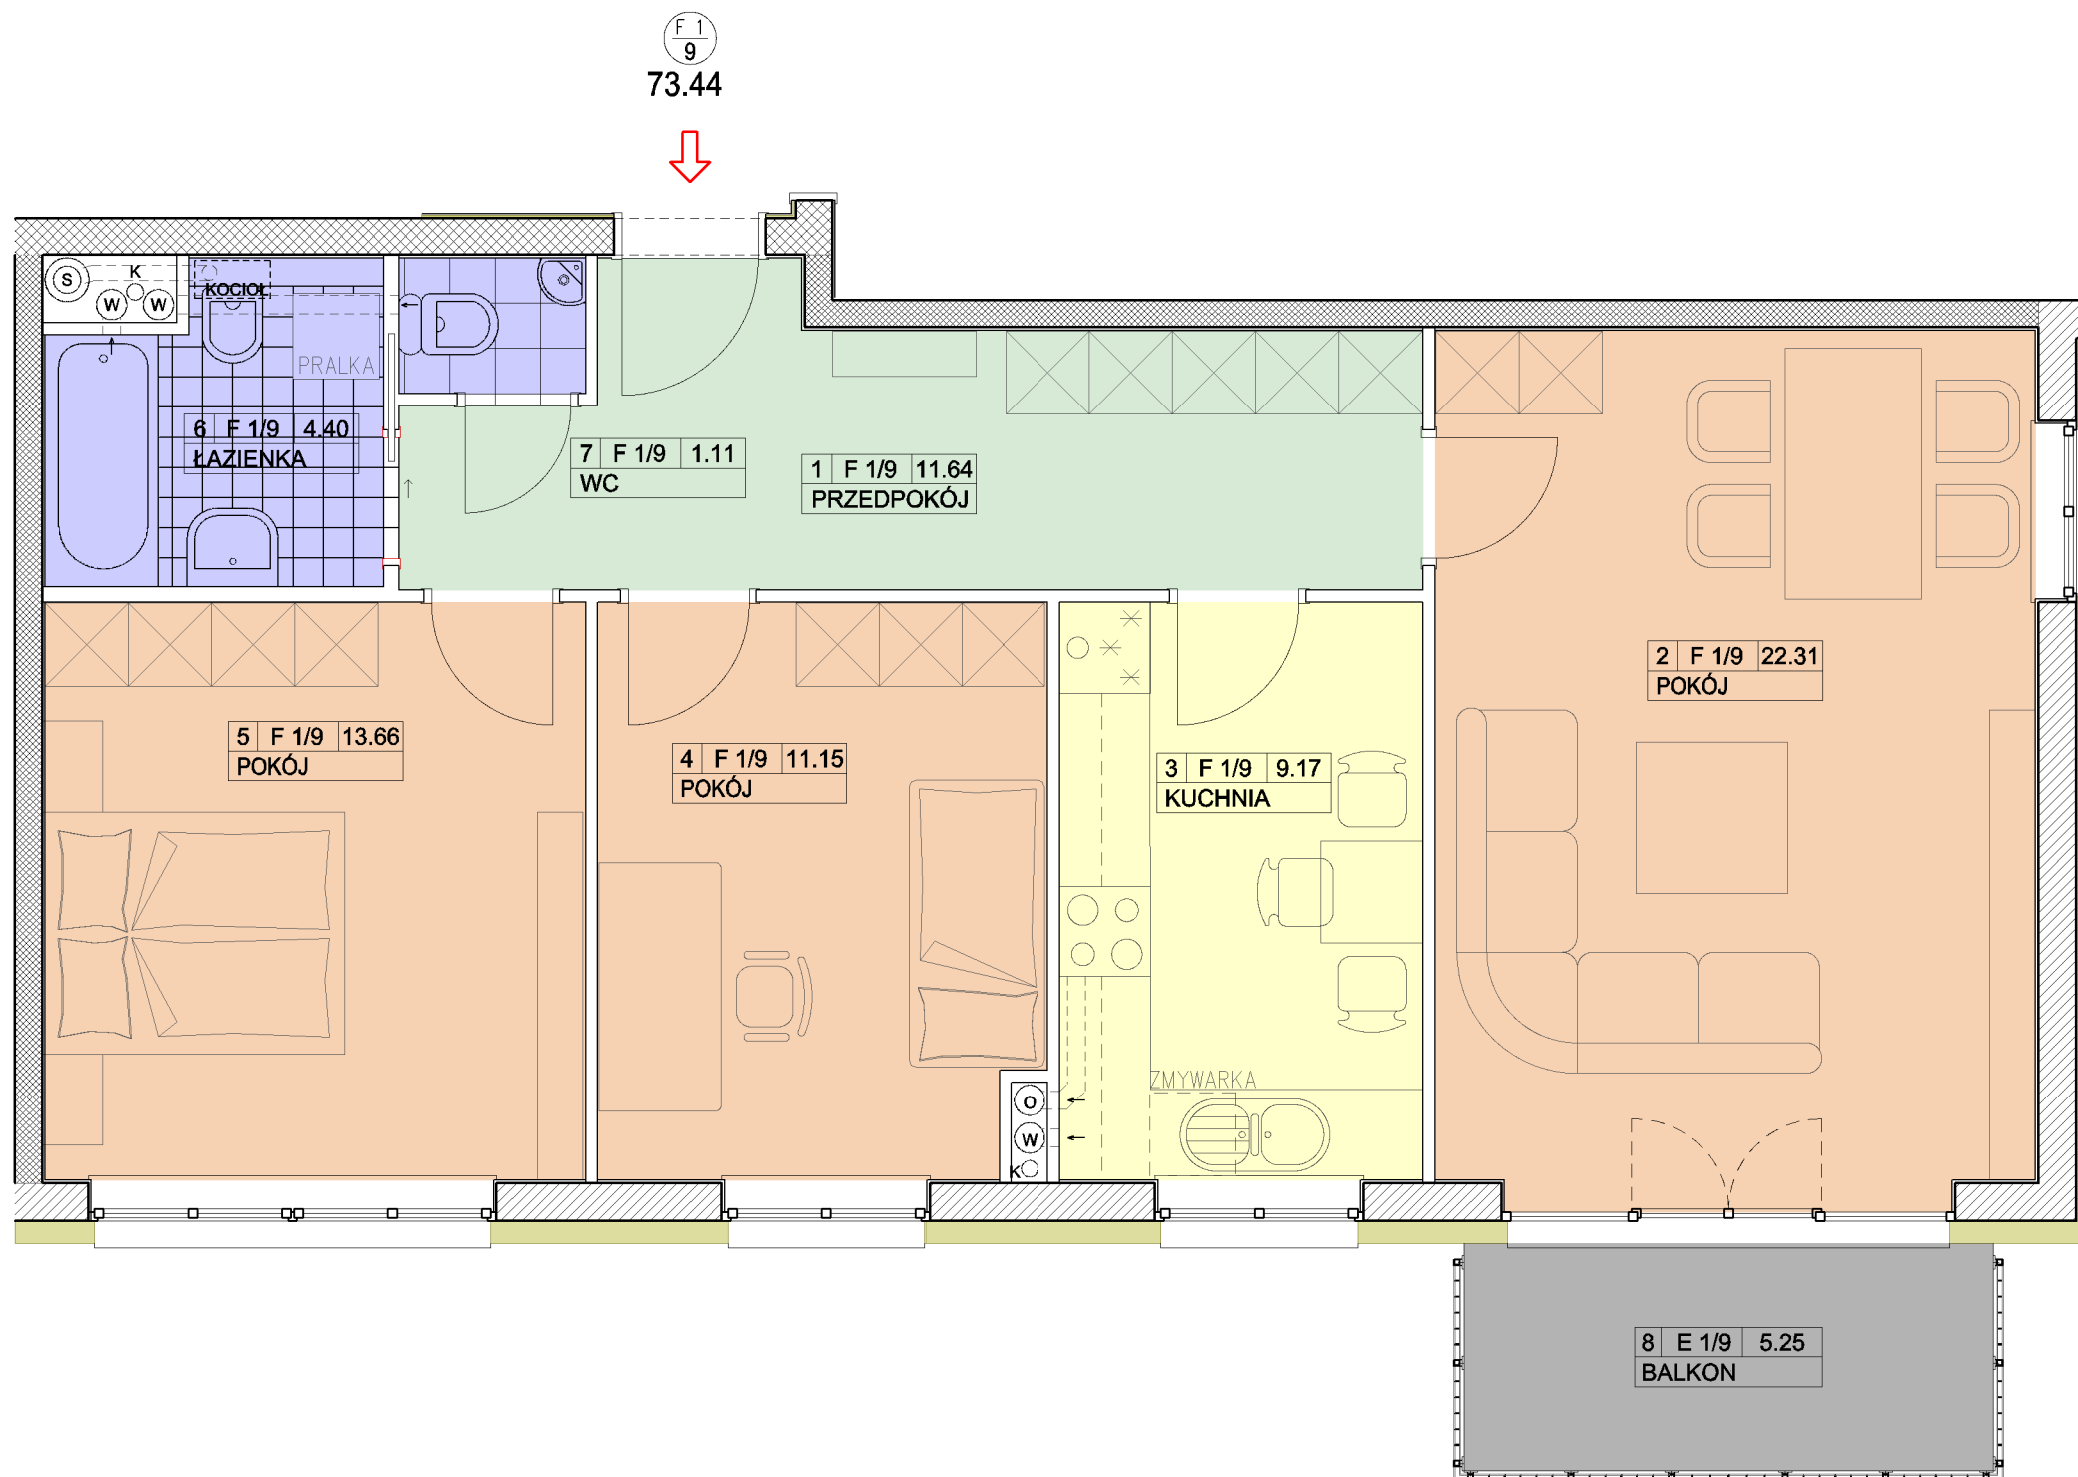 F 1
9
73.44
S
K
W
W
KOCIOŁ
PRALKA
6 F 1/9 4.40
ŁAZIENKA
7 F 1/9 1.11
WC
1 F 1/9 11.64
PRZEDPOKÓJ
2 F 1/9 22.31
POKÓJ
5 F 1/9 13.66
POKÓJ
4 F 1/9 11.15
POKÓJ
3 F 1/9 9.17
KUCHNIA
ZMYWARKA
O
W
K
8 E 1/9 5.25
BALKON